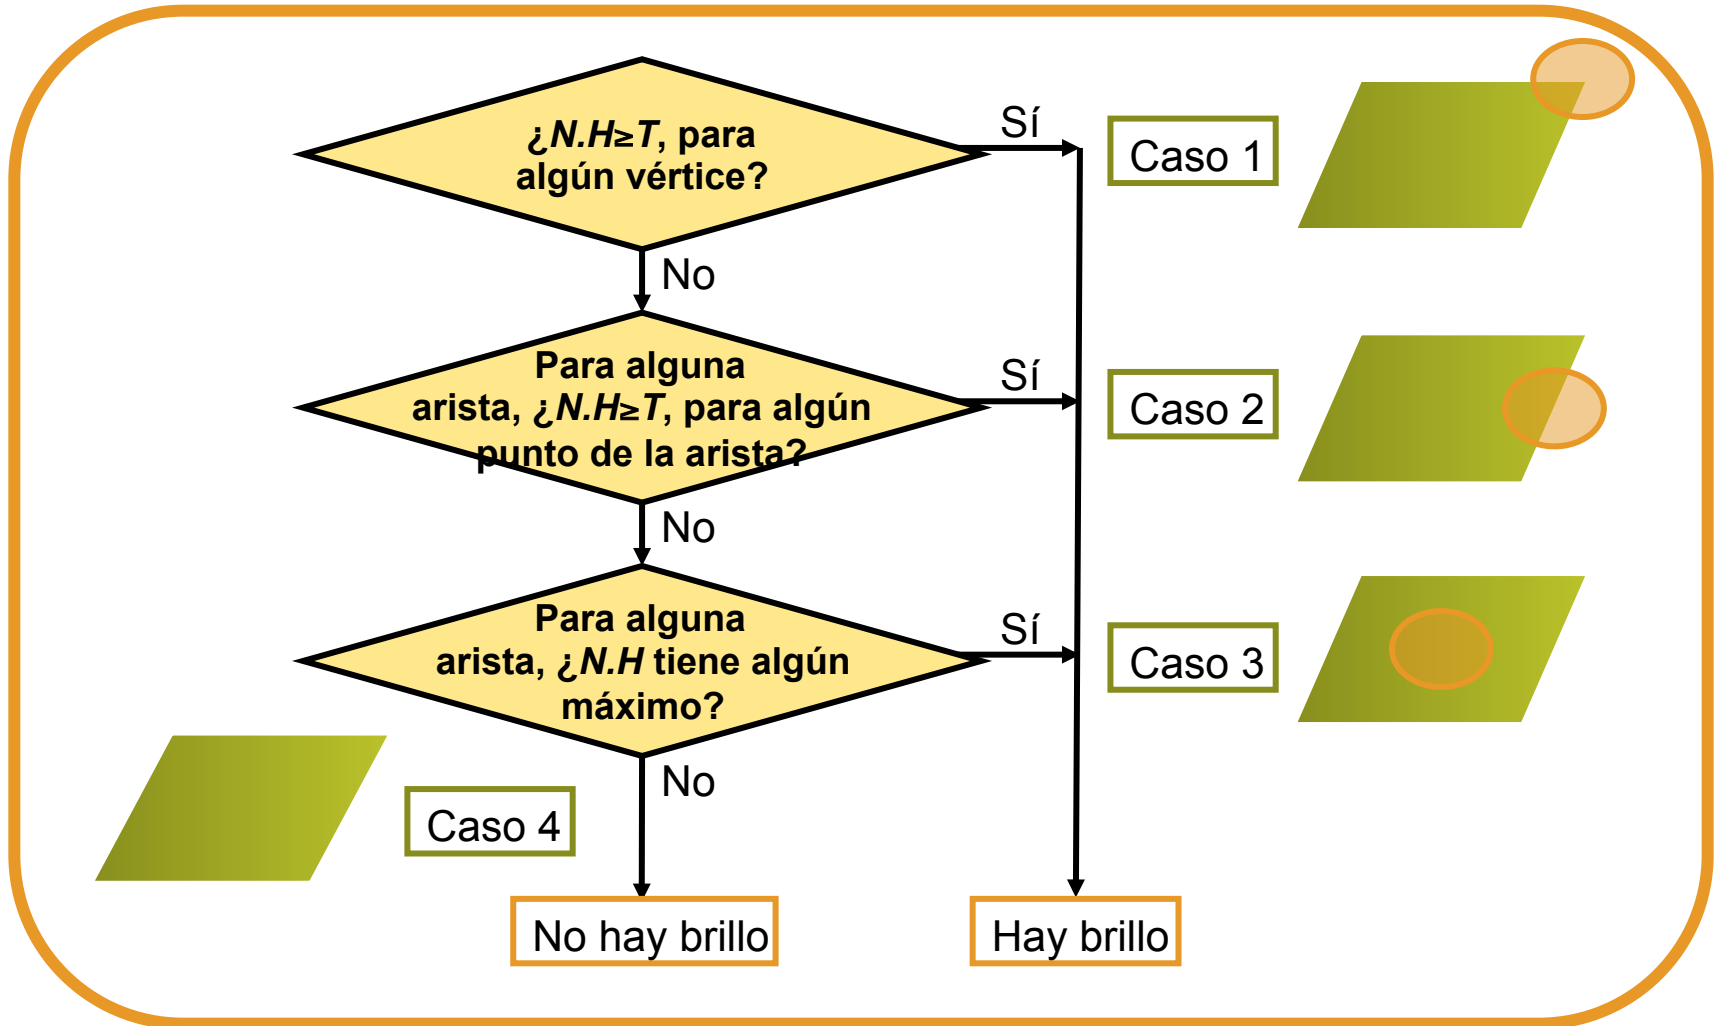 ¿N.H≥T, para
algún vértice?
Sí
Caso 1
No
Para alguna
arista, ¿N.H≥T, para algún
punto de la arista?
Sí
Caso 2
No
Para alguna
arista, ¿N.H tiene algún
máximo?
Sí
Caso 3
No
Caso 4
No hay brillo
Hay brillo